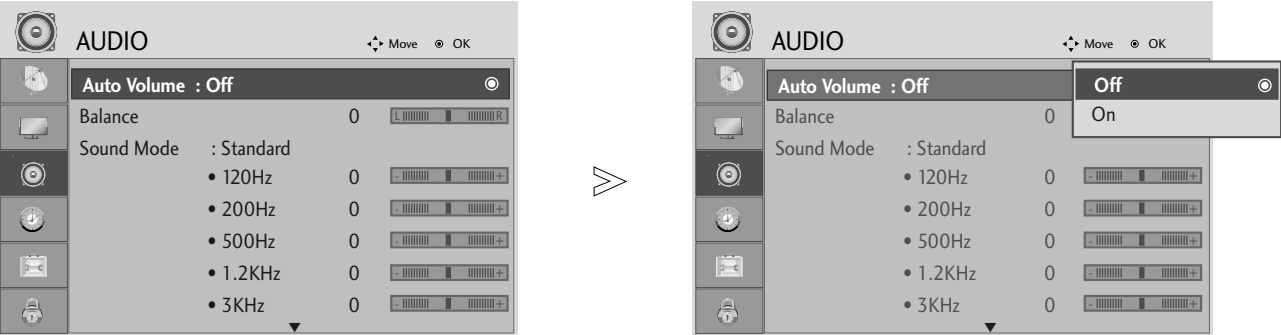 AUDIO
Move OK
Auto Volume : Off
Balance 0 L R
Sound Mode : Standard
• 120Hz 0 - +
• 200Hz 0 - +
• 500Hz 0 - +
• 1.2KHz 0 - +
• 3KHz 0 - +
AUDIO
Move OK
Auto Volume : Off
Off
On
Balance 0
Sound Mode : Standard
• 120Hz 0 - +
• 200Hz 0 - +
• 500Hz 0 - +
• 1.2KHz 0 - +
• 3KHz 0 - +